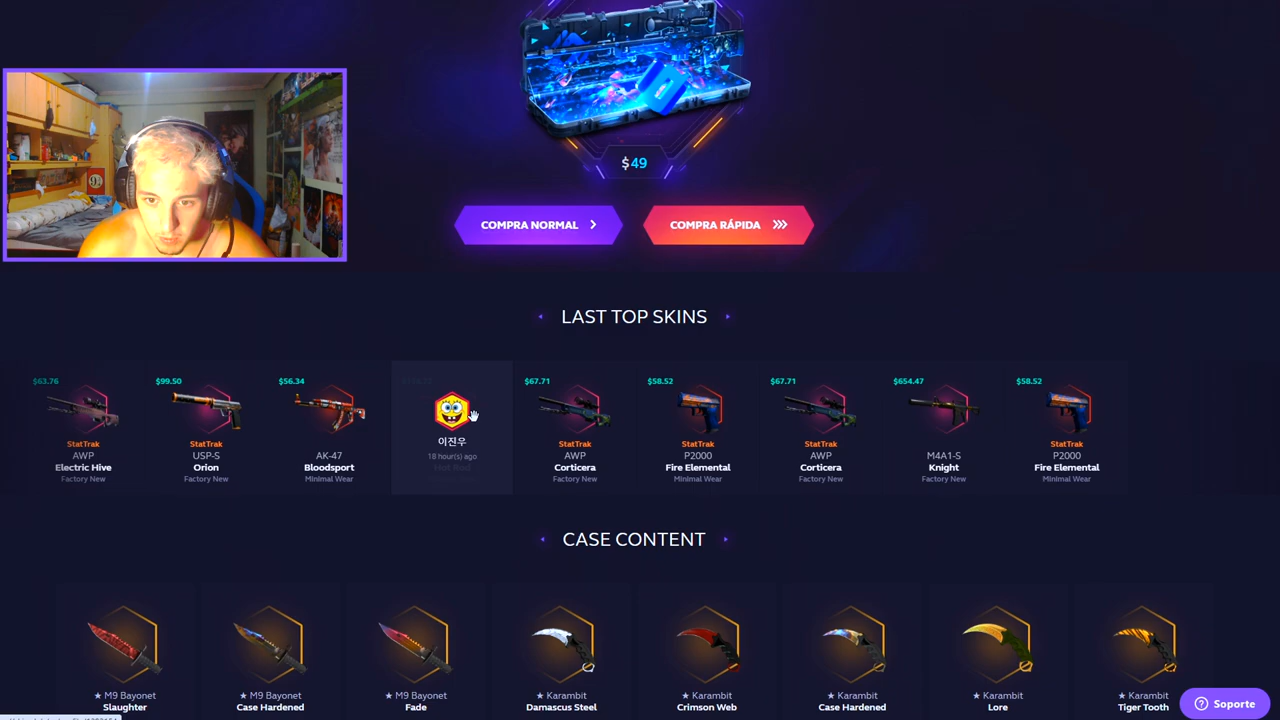 $49
COMPRA NORMAL
COMPRA RÁPIDA
LAST TOP SKINS
$63.76
StatTrak
AWP
Electric Hive
Factory New
$99.50
StatTrak
USP-S
Orion
Factory New
$56.34
StatTrak
AK-47
Bloodsport
Minimal Wear
이진우
18 hour(s) ago
$67.71
StatTrak
AWP
Corticera
Factory New
$58.52
StatTrak
P2000
Fire Elemental
Minimal Wear
$67.71
StatTrak
AWP
Corticera
Factory New
$654.47
M4A1-S
Knight
Factory New
$58.52
StatTrak
P2000
Fire Elemental
Minimal Wear
CASE CONTENT
★ M9 Bayonet
Slaughter
★ M9 Bayonet
Case Hardened
★ M9 Bayonet
Fade
★ Karambit
Damascus Steel
★ Karambit
Crimson Web
★ Karambit
Case Hardened
★ Karambit
Lore
★ Karambit
Tiger Tooth
Soporte